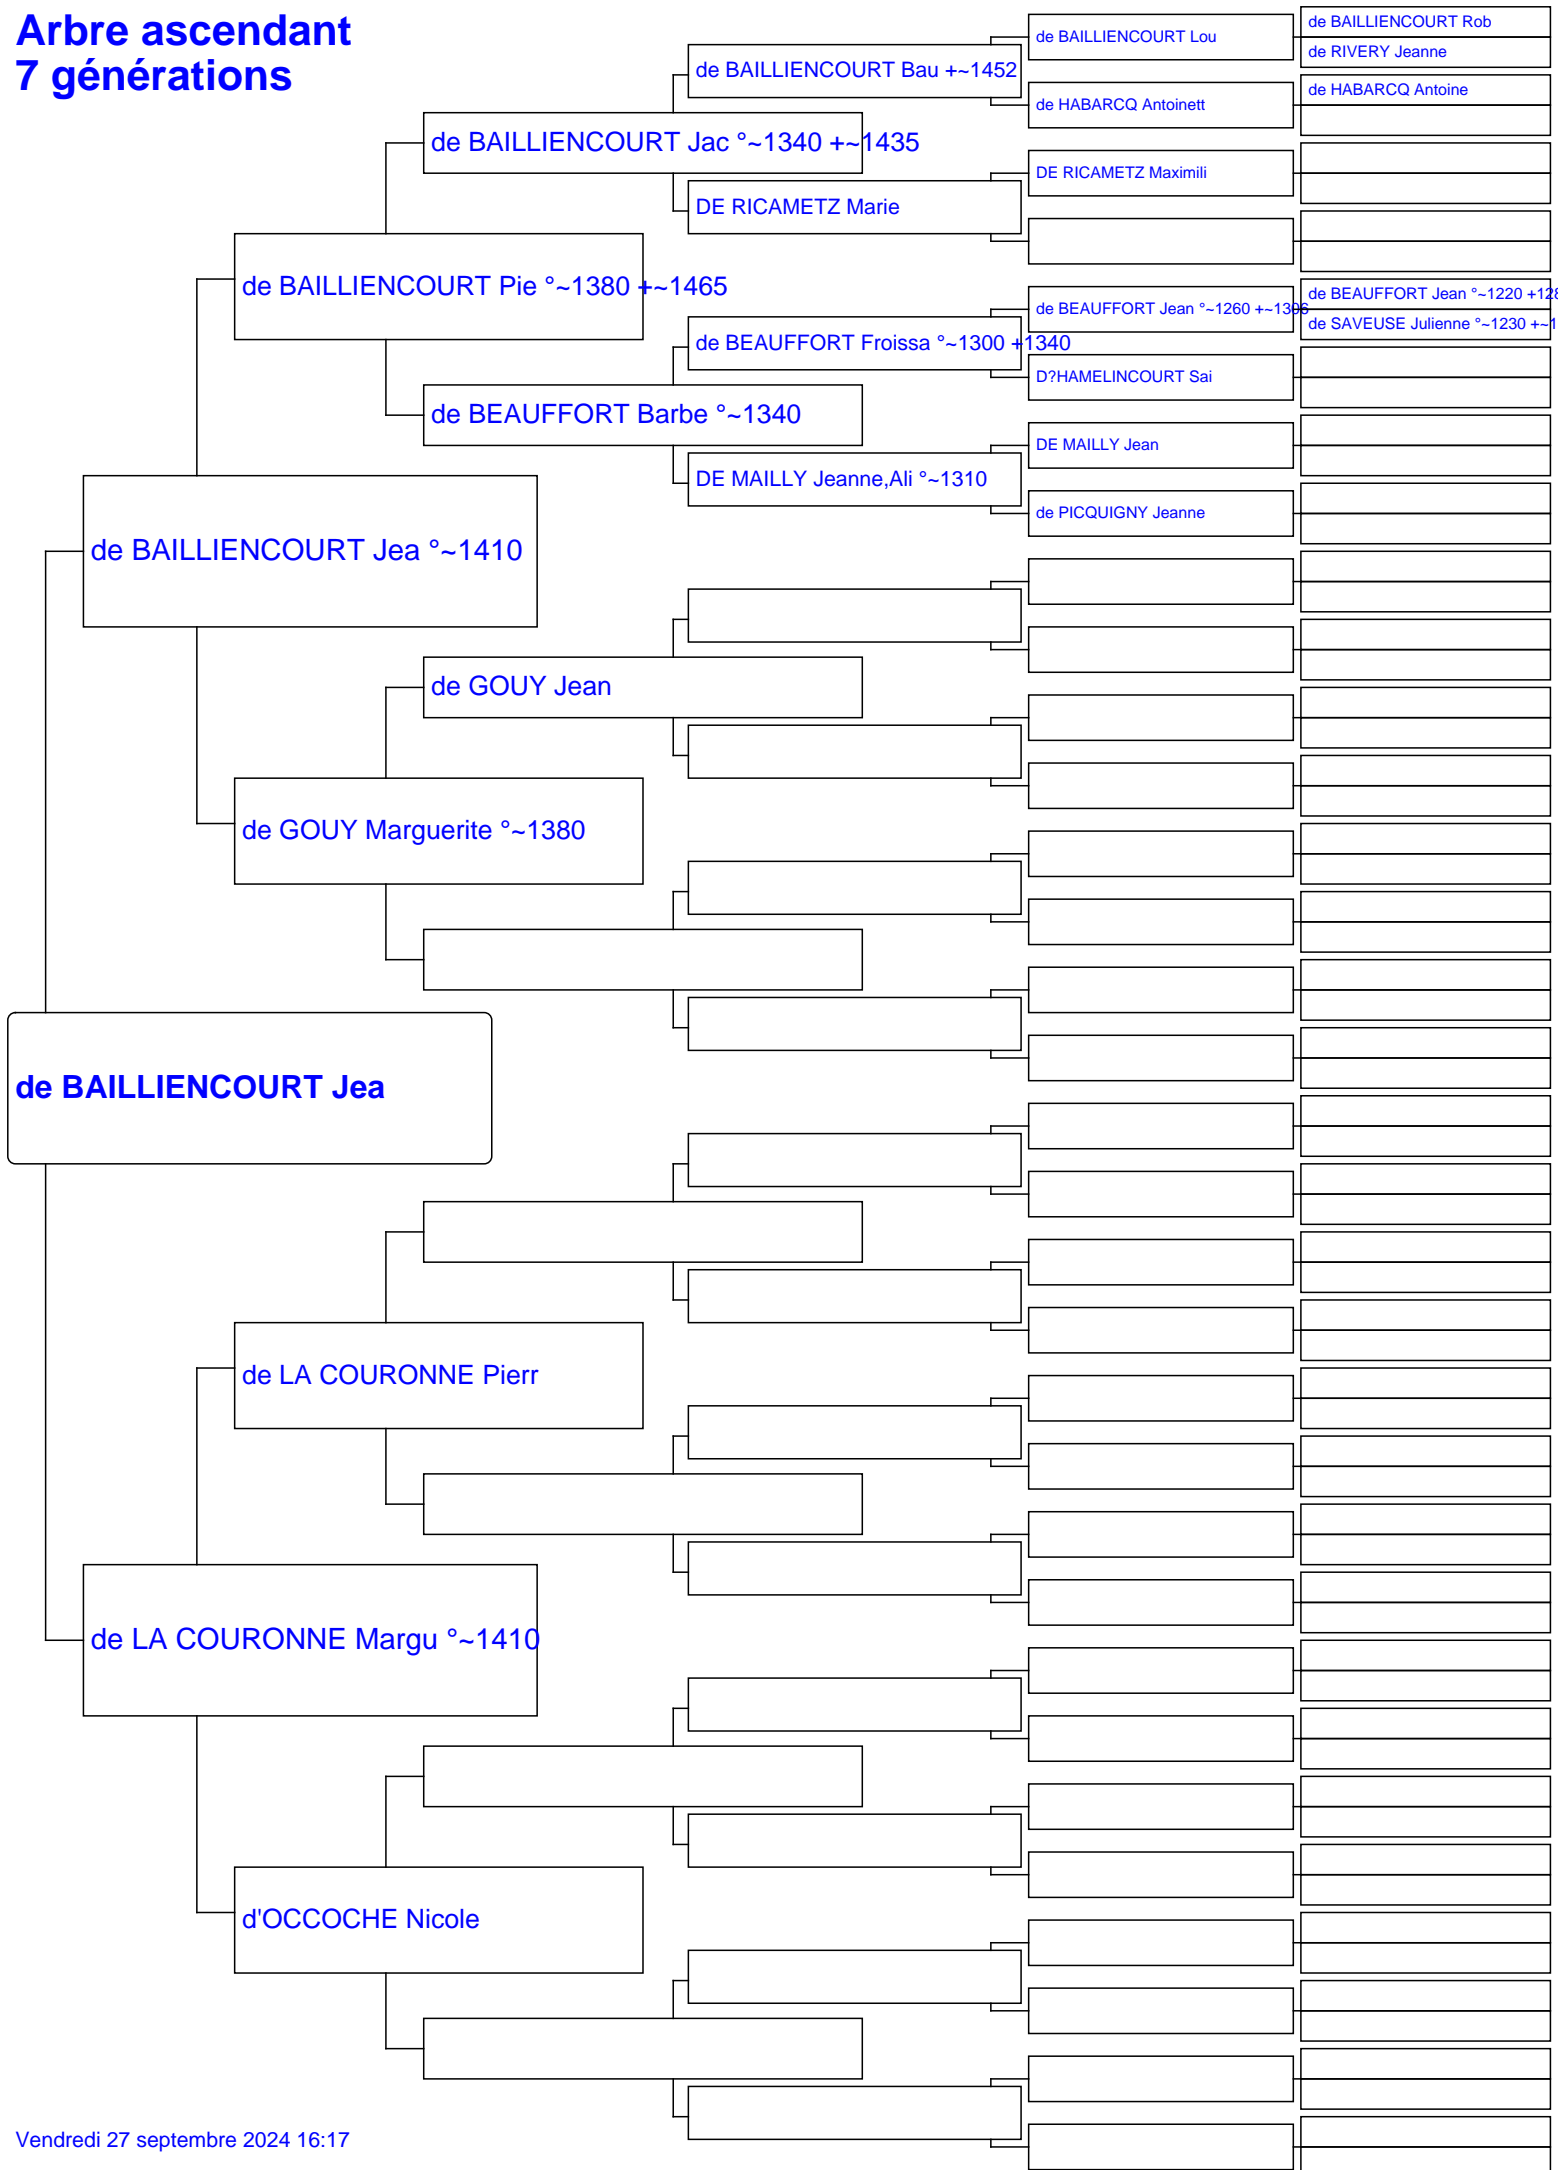 Arbre ascendant
7 générations
de BAILLIENCOURT Rob
de BAILLIENCOURT Lou
de RIVERY Jeanne
de BAILLIENCOURT Bau +~1452
de HABARCQ Antoine
de HABARCQ Antoinett
de BAILLIENCOURT Jac °~1340 +~1435
DE RICAMETZ Maximili
DE RICAMETZ Marie
de BAILLIENCOURT Pie °~1380 +~1465
de BEAUFFORT Jean °~1220 +128
de BEAUFFORT Jean °~1260 +~1306
de SAVEUSE Julienne °~1230 +~1
de BEAUFFORT Froissa °~1300 +1340
D?HAMELINCOURT Sai
de BEAUFFORT Barbe °~1340
DE MAILLY Jean
DE MAILLY Jeanne,Ali °~1310
de PICQUIGNY Jeanne
de BAILLIENCOURT Jea °~1410
de GOUY Jean
de GOUY Marguerite °~1380
de BAILLIENCOURT Jea
de LA COURONNE Pierr
de LA COURONNE Margu °~1410
d'OCCOCHE Nicole
Vendredi 27 septembre 2024 16:17